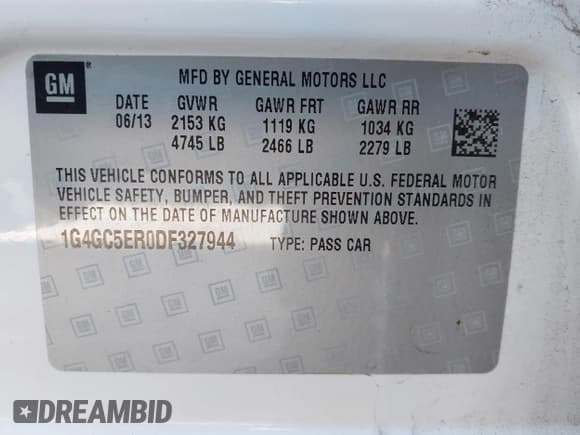 GM
MFD BY GENERAL MOTORS LLC
DATE GVWR GAWR FRT GAWR RR
06/13 2153 KG 1119 KG 1034 KG
4745 LB 2466 LB 2279 LB
THIS VEHICLE CONFORMS TO ALL APPLICABLE U.S. FEDERAL MOTOR
VEHICLE SAFETY, BUMPER, AND THEFT PREVENTION STANDARDS IN
EFFECT ON THE DATE OF MANUFACTURE SHOWN ABOVE.
1G4GC5ER0DF327944 TYPE: PASS CAR
DREAMBID